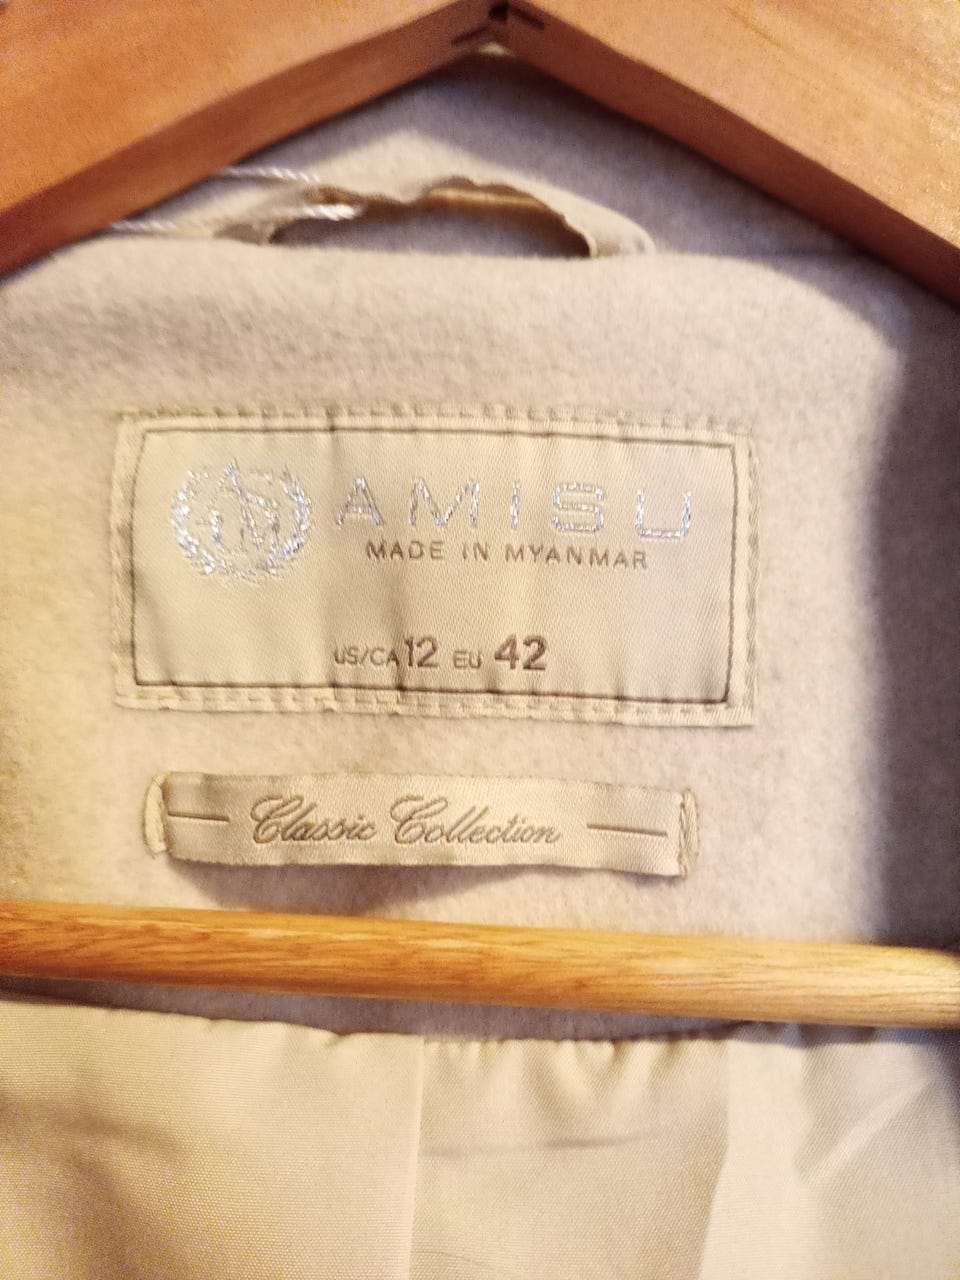 AMISU
MADE IN MYANMAR
US/CA 12 EU 42
Classic Collection